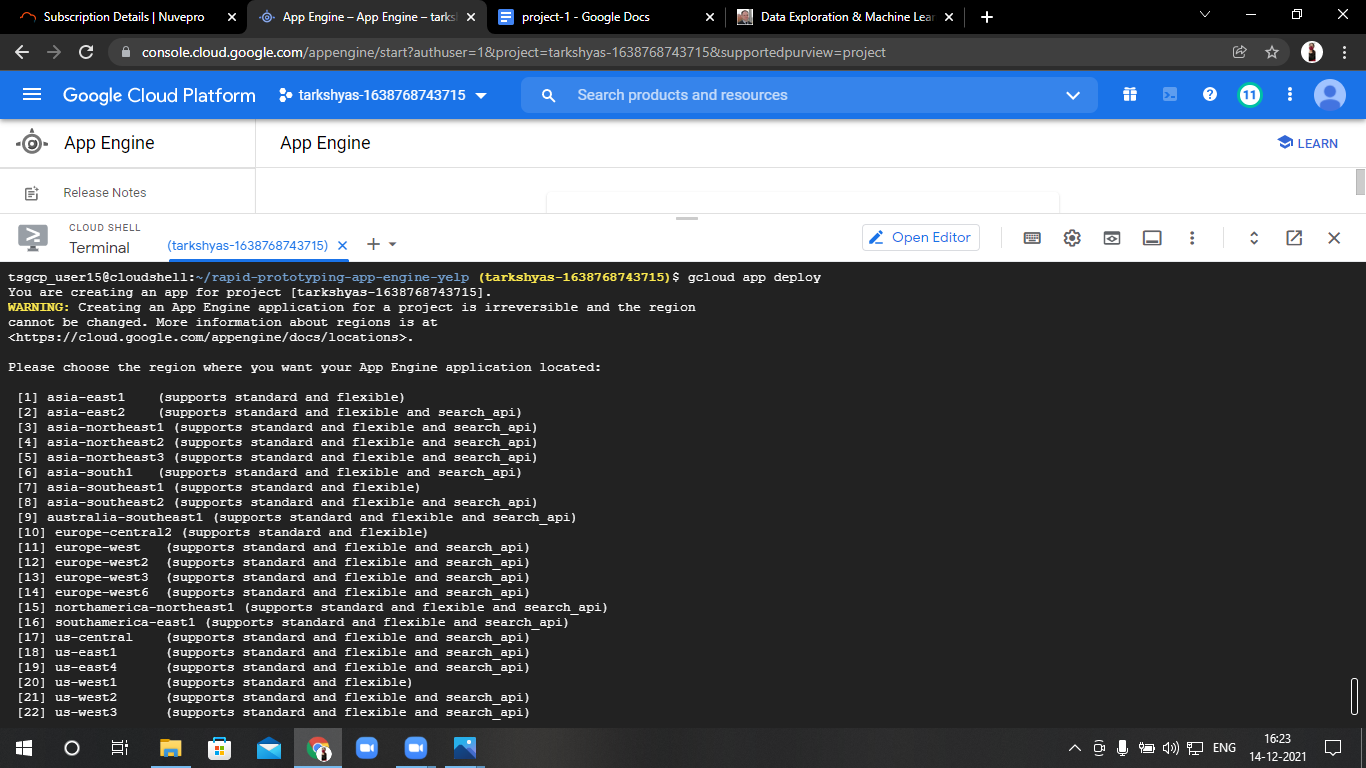 Subscription Details | Nuvepro
App Engine – App Engine – tarksl
project-1 - Google Docs
Data Exploration & Machine Lear
console.cloud.google.com/appengine/start?authuser=1&project=tarkshyas-1638768743715&supportedpurview=project
Google Cloud Platform
tarkshyas-1638768743715
Search products and resources
11
App Engine
App Engine
LEARN
Release Notes
CLOUD SHELL
Terminal
(tarkshyas-1638768743715)
Open Editor
tsgcp_user15@cloudshell:~/rapid-prototyping-app-engine-yelp (tarkshyas-1638768743715)$ gcloud app deploy
You are creating an app for project [tarkshyas-1638768743715].
WARNING: Creating an App Engine application for a project is irreversible and the region
cannot be changed. More information about regions is at
<https://cloud.google.com/appengine/docs/locations>.
Please choose the region where you want your App Engine application located:
[1] asia-east1 (supports standard and flexible)
[2] asia-east2 (supports standard and flexible and search_api)
[3] asia-northeast1 (supports standard and flexible and search_api)
[4] asia-northeast2 (supports standard and flexible and search_api)
[5] asia-northeast3 (supports standard and flexible and search_api)
[6] asia-south1 (supports standard and flexible and search_api)
[7] asia-southeast1 (supports standard and flexible)
[8] asia-southeast2 (supports standard and flexible and search_api)
[9] australia-southeast1 (supports standard and flexible and search_api)
[10] europe-central2 (supports standard and flexible)
[11] europe-west (supports standard and flexible and search_api)
[12] europe-west2 (supports standard and flexible and search_api)
[13] europe-west3 (supports standard and flexible and search_api)
[14] europe-west6 (supports standard and flexible and search_api)
[15] northamerica-northeast1 (supports standard and flexible and search_api)
[16] southamerica-east1 (supports standard and flexible and search_api)
[17] us-central (supports standard and flexible and search_api)
[18] us-east1 (supports standard and flexible and search_api)
[19] us-east4 (supports standard and flexible and search_api)
[20] us-west1 (supports standard and flexible)
[21] us-west2 (supports standard and flexible and search_api)
[22] us-west3 (supports standard and flexible and search_api)
ENG
16:23
14-12-2021